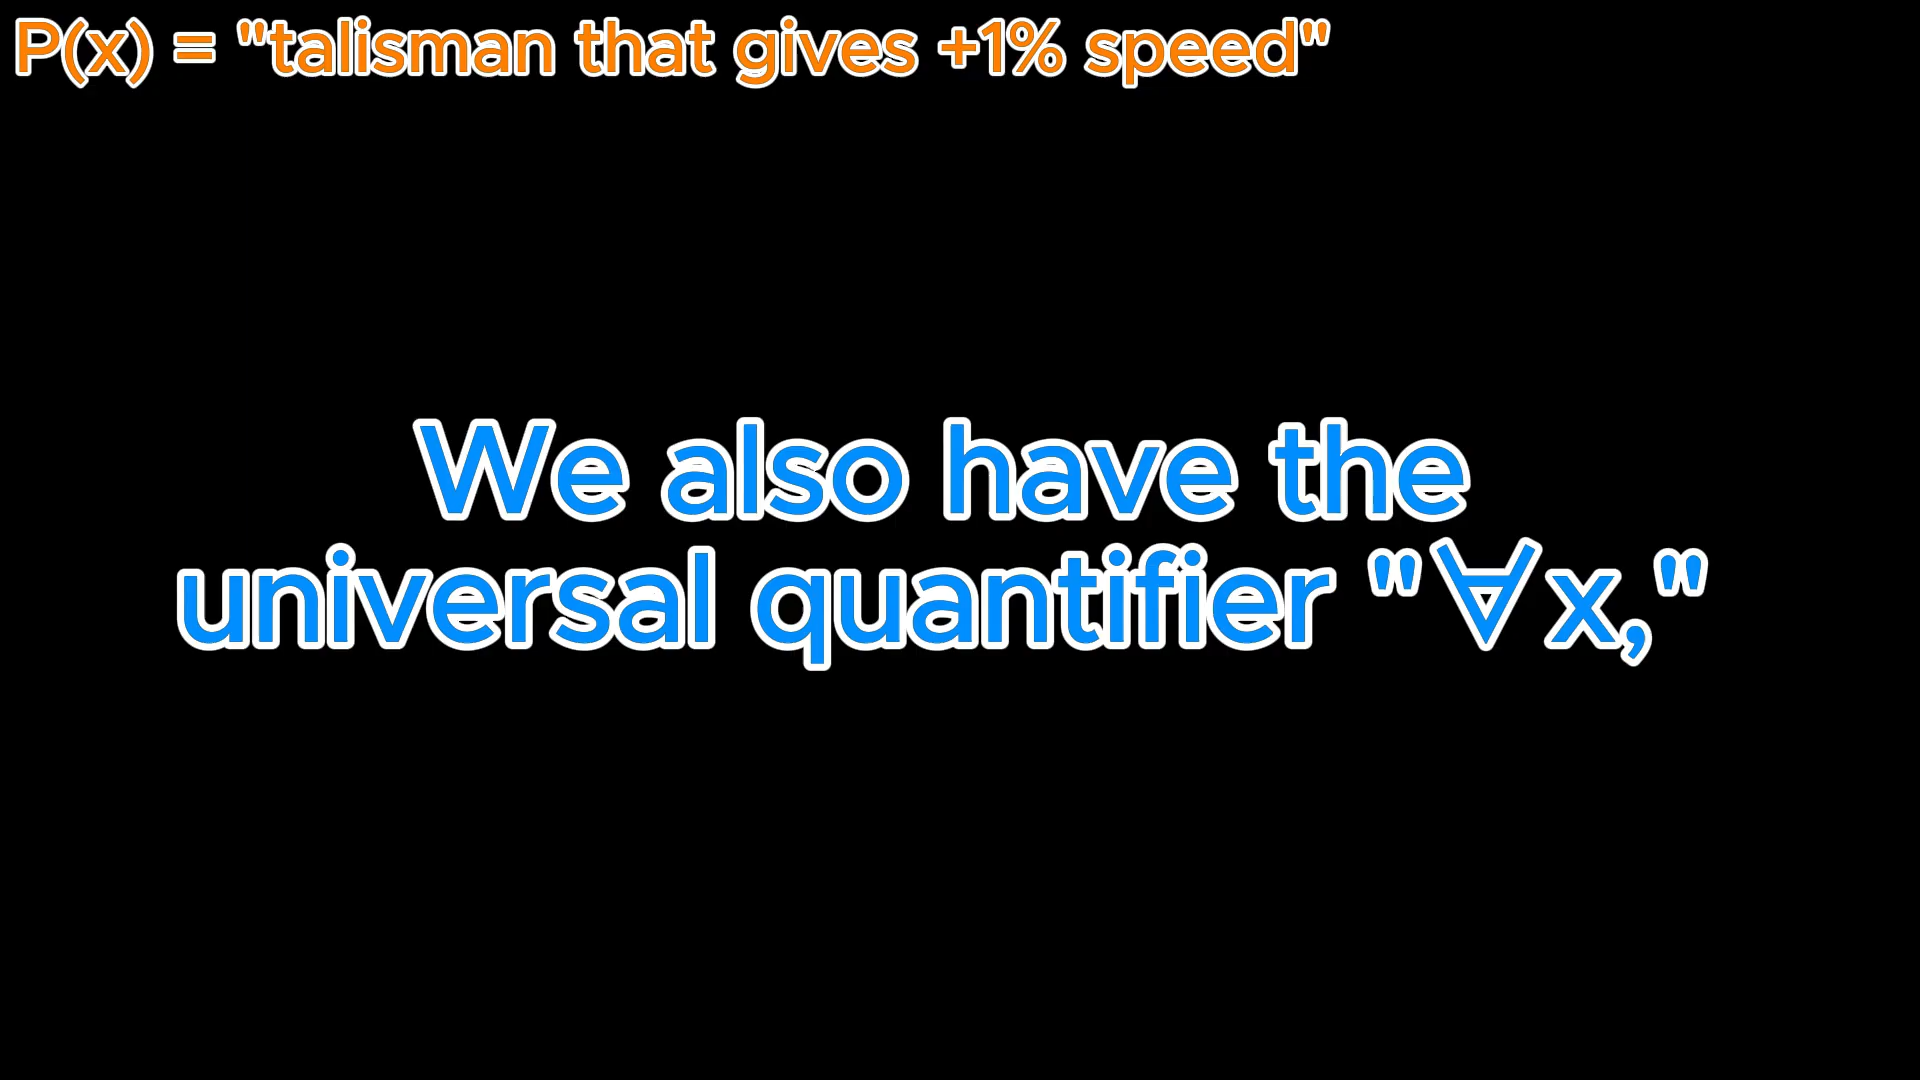 P(x) = "talisman that gives +1% speed"
We also have the
universal quantifier "∀x,"